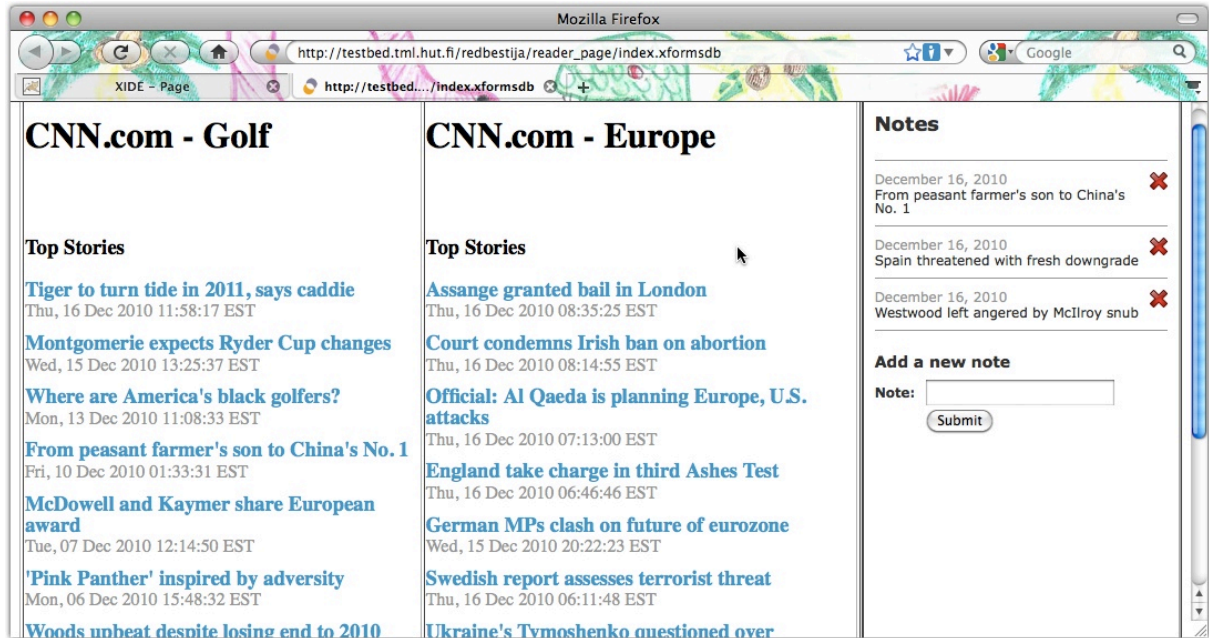 Mozilla Firefox
http://testbed.tml.hut.fi/redbestija/reader_page/index.xformsdb
Google
XIDE - Page
http://testbed..../index.xformsdb
CNN.com - Golf
Top Stories
Tiger to turn tide in 2011, says caddie
Thu, 16 Dec 2010 11:58:17 EST
Montgomerie expects Ryder Cup changes
Wed, 15 Dec 2010 13:25:37 EST
Where are America's black golfers?
Mon, 13 Dec 2010 11:08:33 EST
From peasant farmer's son to China's No. 1
Fri, 10 Dec 2010 01:33:31 EST
McDowell and Kaymer share European
award
Tue, 07 Dec 2010 12:14:50 EST
'Pink Panther' inspired by adversity
Mon, 06 Dec 2010 15:48:32 EST
Woods upbeat despite losing end to 2010
CNN.com - Europe
Top Stories
Assange granted bail in London
Thu, 16 Dec 2010 08:35:25 EST
Court condemns Irish ban on abortion
Thu, 16 Dec 2010 08:14:55 EST
Official: Al Qaeda is planning Europe, U.S.
attacks
Thu, 16 Dec 2010 07:13:00 EST
England take charge in third Ashes Test
Thu, 16 Dec 2010 06:46:46 EST
German MPs clash on future of eurozone
Wed, 15 Dec 2010 20:22:23 EST
Swedish report assesses terrorist threat
Thu, 16 Dec 2010 06:11:48 EST
Ukraine's Tymoshenko questioned over
Notes
December 16, 2010
From peasant farmer's son to China's
No. 1
December 16, 2010
Spain threatened with fresh downgrade
December 16, 2010
Westwood left angered by McIlroy snub
Add a new note
Note:
Submit